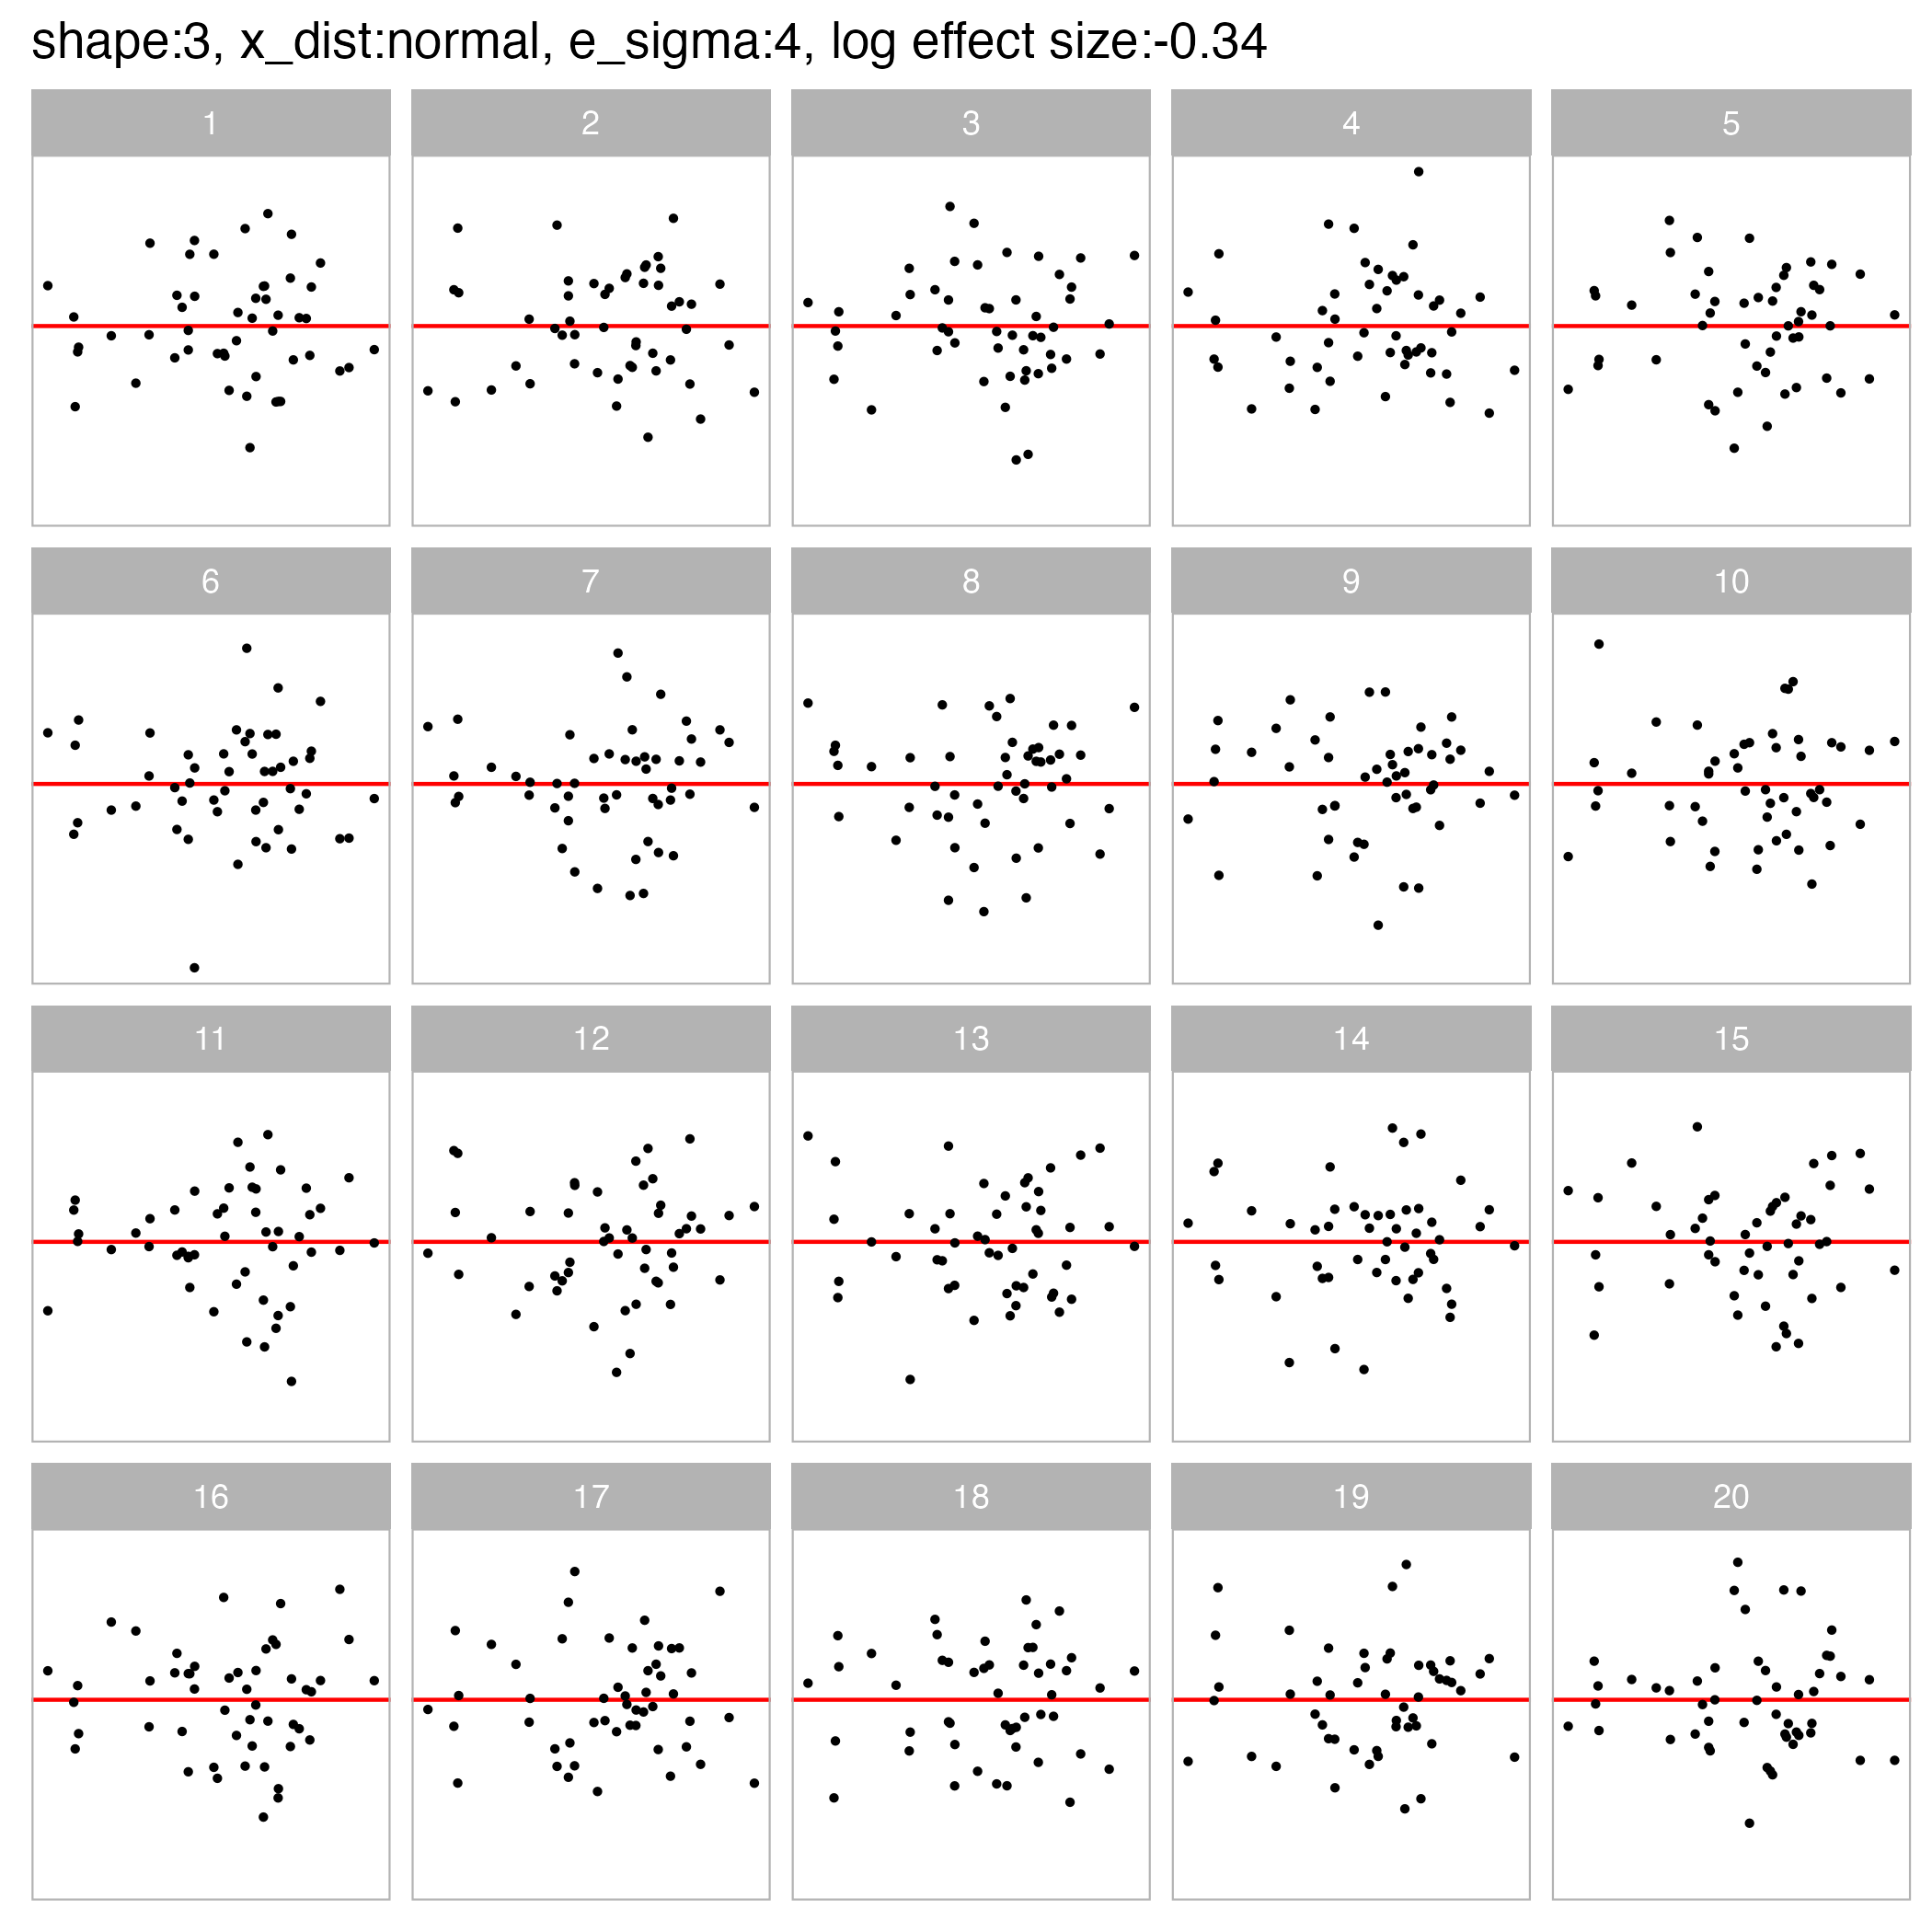 shape:3, x_dist:normal, e_sigma:4, log effect size:-0.34
1 2 3 4 5
6 7 8 9 10
11 12 13 14 15
16 17 18 19 20